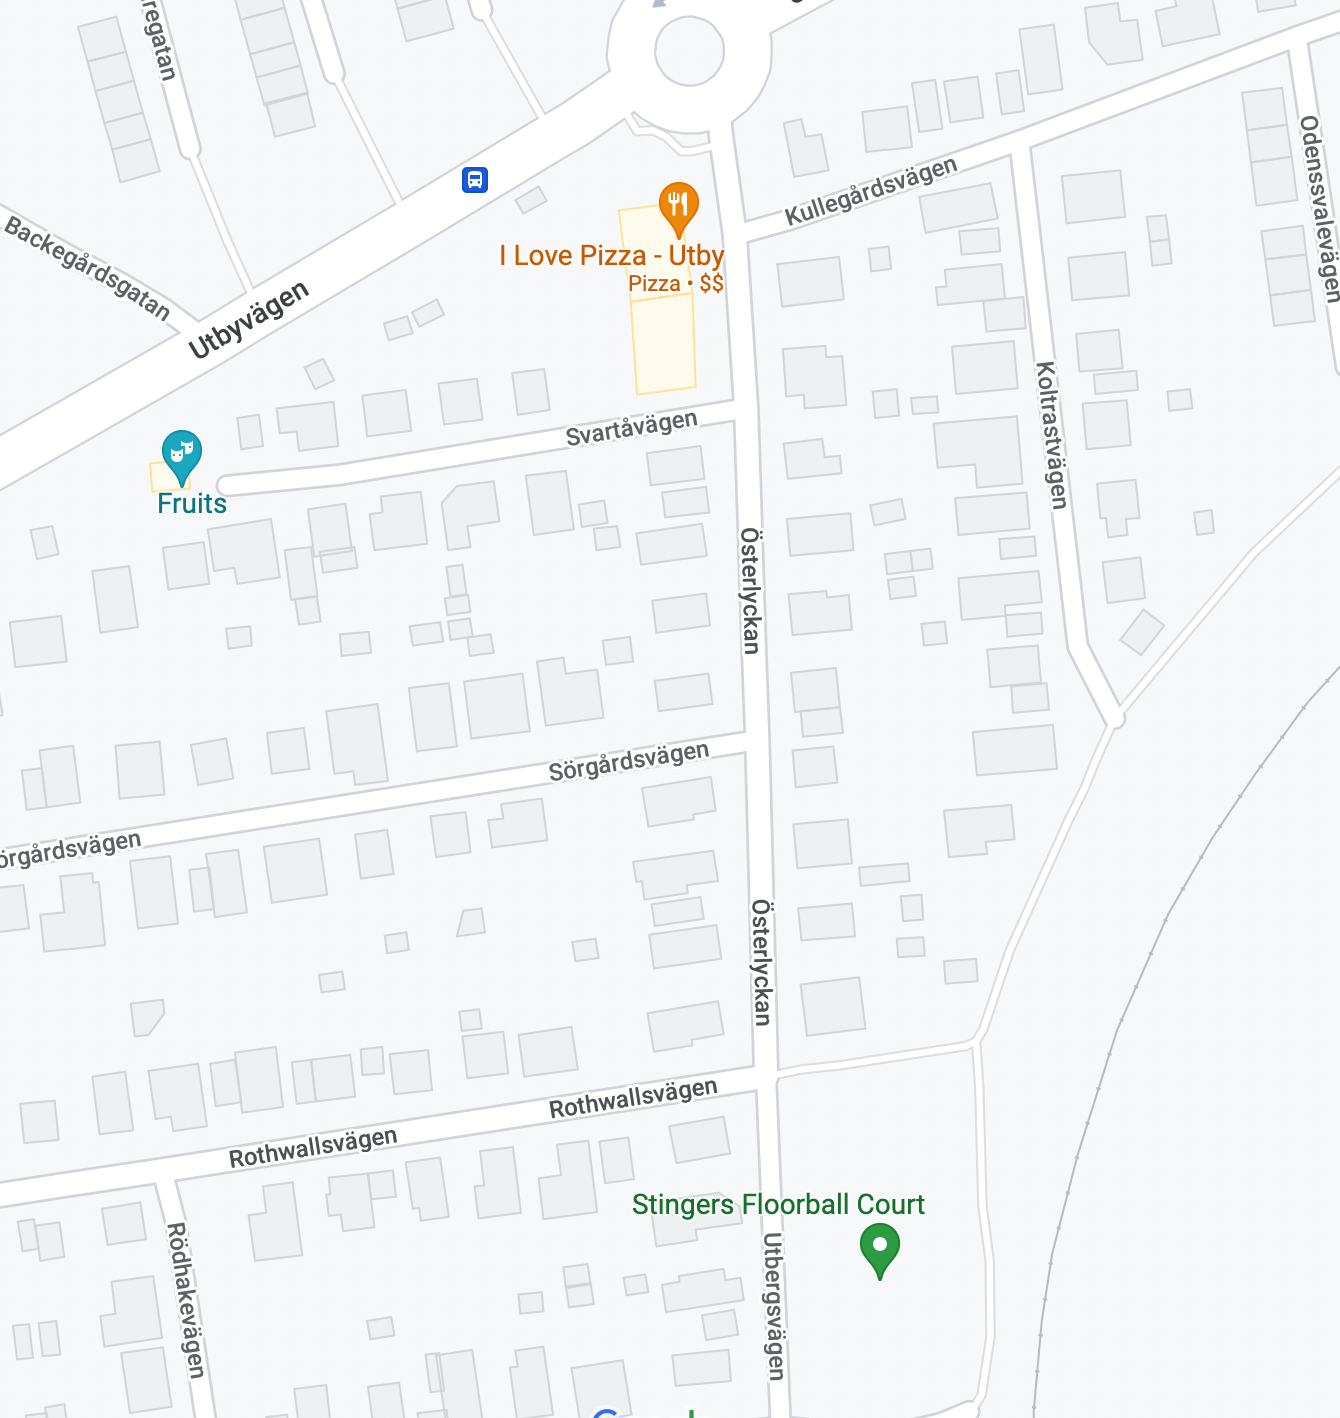 Backegårdsgatan
Utbyvägen
I Love Pizza - Utby
Pizza • $$
Kullegårdsvägen
Odenssvalevägen
Koltrastvägen
Svartåvägen
Fruits
Österlyckan
Sörgårdsvägen
örgårdsvägen
Österlyckan
Rothwallsvägen
Rothwallsvägen
Stingers Floorball Court
Rödhakevägen
Utbergsvägen